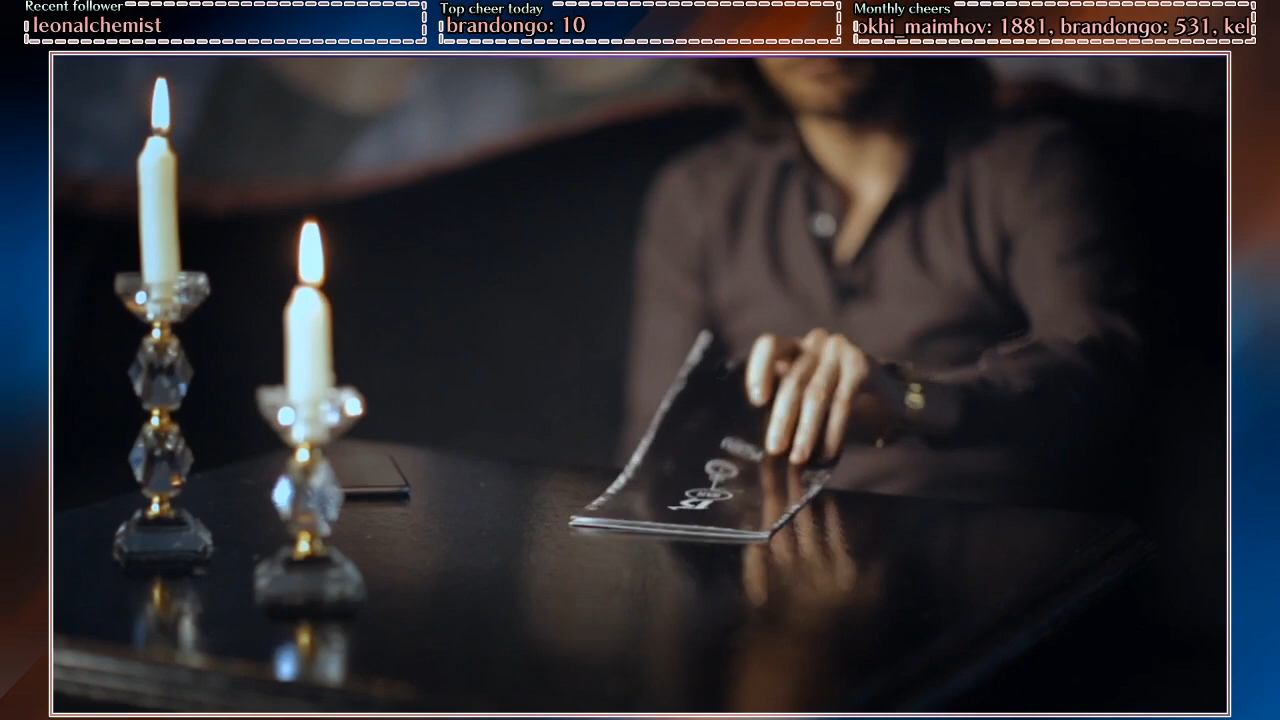 Recent follower
leonalchemist
Top cheer today
brandongo: 10
Monthly cheers
okhi_maimhov: 1881, brandongo: 531, kel